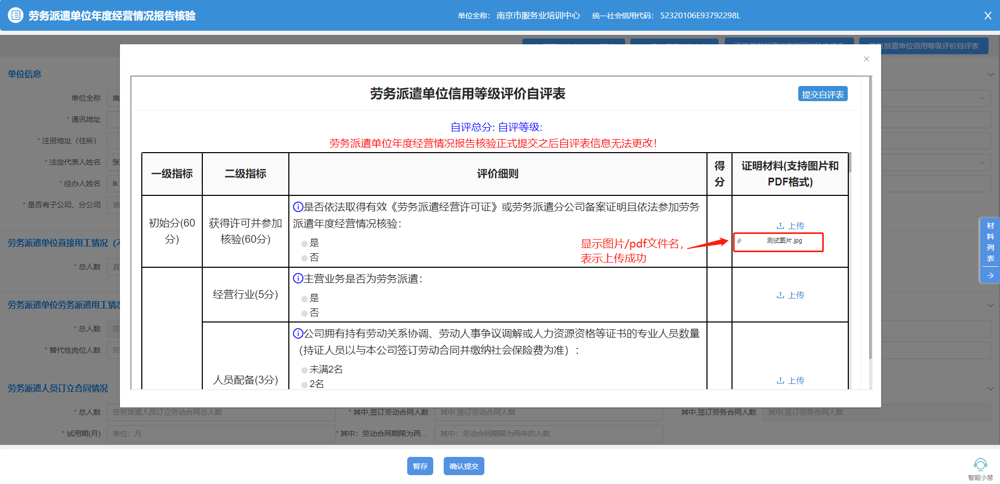 劳务派遣单位年度经营情况报告核验
单位全称： 南京市服务业培训中心 统一社会信用代码： 52320106E93792298L
务派遣单位信用等级评价自评表
单位信息
单位全称 南
* 通讯地址
* 注册地址（住所）
* 法定代表人姓名 张
* 经办人姓名 lk
* 是否有子公司、分公司 请
劳务派遣单位直接用工情况（
* 总人数 直
劳务派遣单位劳务派遣用工情况
* 总人数 劳
* 替代性岗位人数 劳
劳务派遣人员订立合同情况
* 总人数 劳务派遣人员订立劳动合同总人数 * 其中,签订劳动合同人数 其中,签订劳动合同人数 其中,签订劳务合同人数 其中,签订劳务合同人数
* 试用期(月) 单位：月 * 其中：劳动合同期限为两... 其中：劳动合同期限为两年的人数
劳务派遣单位信用等级评价自评表
提交自评表
自评总分: 自评等级:
劳务派遣单位年度经营情况报告核验正式提交之后自评表信息无法更改！
一级指标 二级指标 评价细则 得分 证明材料(支持图片和PDF格式)
初始分(60分)
获得许可并参加核验(60分)
是否依法取得有效《劳务派遣经营许可证》或劳务派遣分公司备案证明且依法参加劳务
派遣年度经营情况核验：
是
否
上传
测试图片.jpg
显示图片/pdf文件名，
表示上传成功
经营行业(5分)
主营业务是否为劳务派遣：
是
否
上传
人员配备(3分)
公司拥有持有劳动关系协调、劳动人事争议调解或人力资源资格等证书的专业人员数量
（持证人员以与本公司签订劳动合同并缴纳社会保险费为准）：
未满2名
2名
上传
材料列表
暂存 确认提交
智能小慧